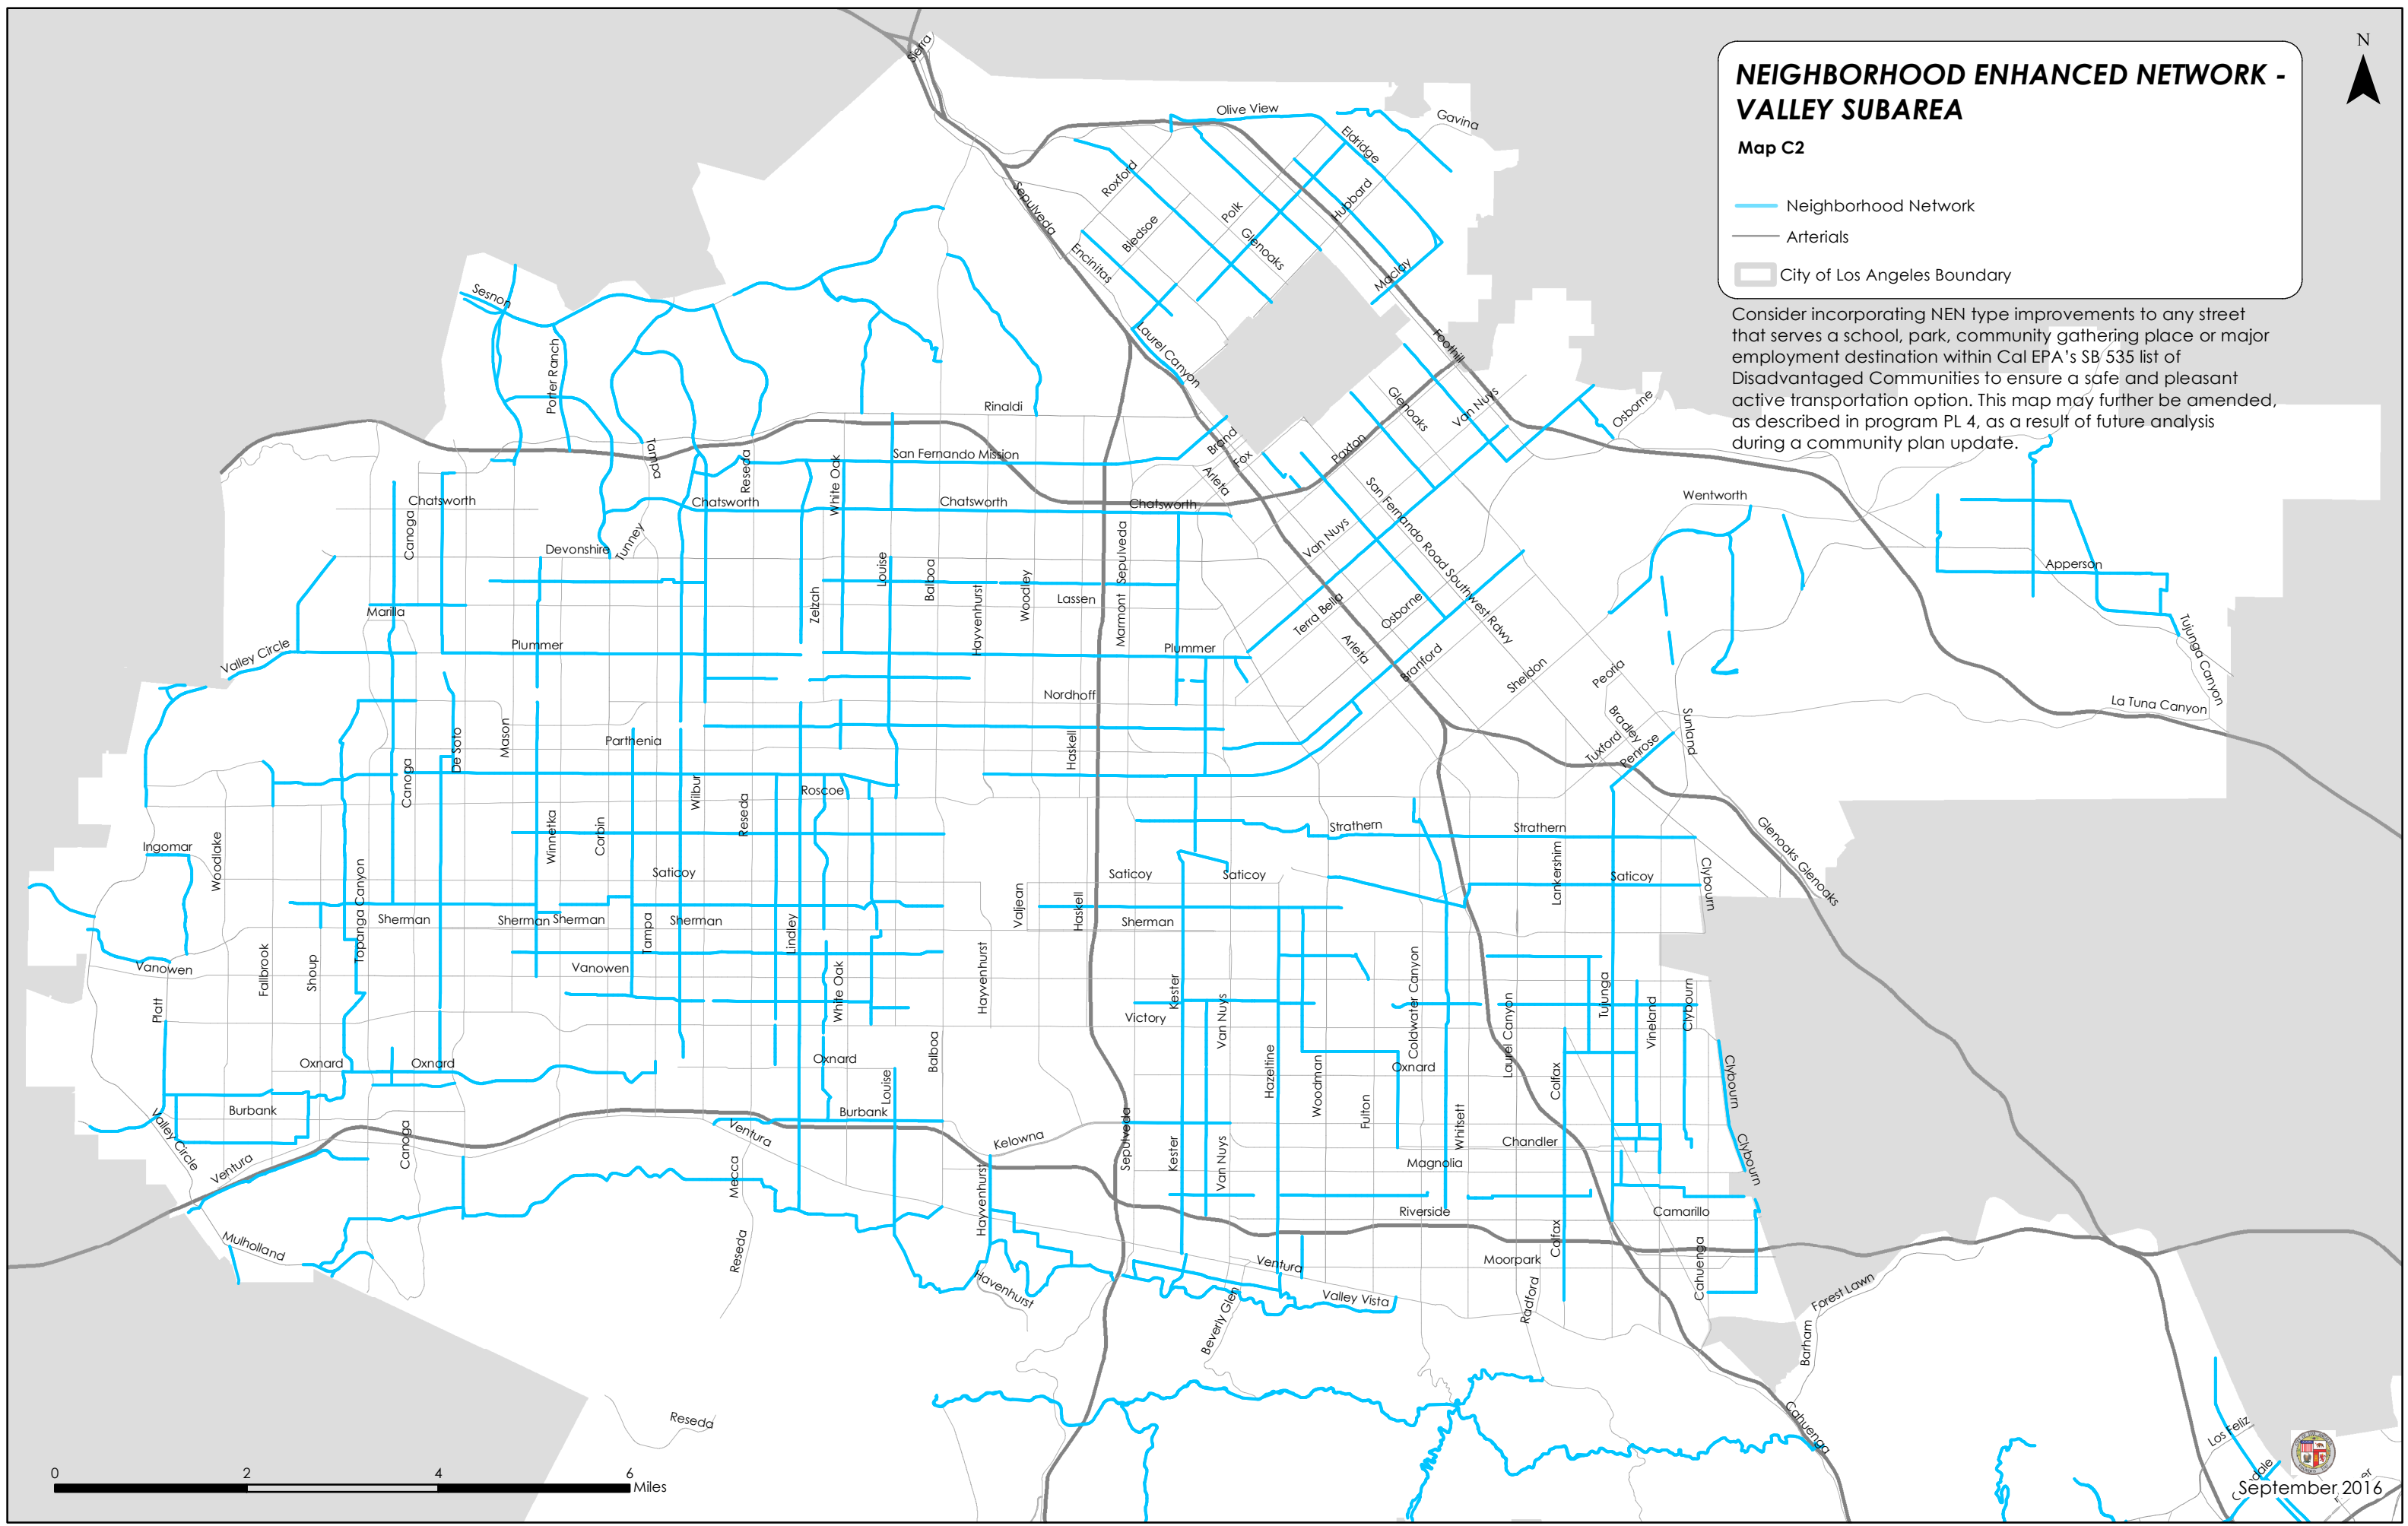 NEIGHBORHOOD ENHANCED NETWORK -
VALLEY SUBAREA
Map C2
Neighborhood Network
Arterials
City of Los Angeles Boundary
Consider incorporating NEN type improvements to any street
that serves a school, park, community gathering place or major
employment destination within Cal EPA's SB 535 list of
Disadvantaged Communities to ensure a safe and pleasant
active transportation option. This map may further be amended,
as described in program PL 4, as a result of future analysis
during a community plan update.
N
Sierra
Olive View
Gavina
Eldridge
Roxford
Hubbard
Sepulveda
Polk
Bledsoe
Glenoaks
Encinitas
Maclay
Sesnon
Laurel Canyon
Foothill
Porter Ranch
Rinaldi
Glenoaks
Van Nuys
Osborne
Tampa
Reseda
San Fernando Mission
Brand
Fox
Paxton
Arleta
White Oak
Chatsworth
Chatsworth
Chatsworth
Chatsworth
Wentworth
Canoga
Tunney
Devonshire
Sepulveda
Van Nuys
San Fernando Road Southwest Rdwy
Louise
Balboa
Woodley
Apperson
Zelzah
Hayvenhurst
Lassen
Marmont
Marilla
Terra Bella
Osborne
Arleta
Plummer
Plummer
Valley Circle
Branford
Sheldon
Peoria
Tujunga Canyon
Nordhoff
La Tuna Canyon
Bradley
Sunland
De Soto
Mason
Parthenia
Haskell
Tuxford
Penrose
Canoga
Wilbur
Roscoe
Reseda
Winnetka
Corbin
Strathern
Strathern
Glenoaks Glenoaks
Ingomar
Woodlake
Saticoy
Saticoy
Saticoy
Saticoy
Lankershim
Clybourn
Topanga Canyon
Sherman
Sherman
Sherman
Sherman
Sherman
Tampa
Lindley
Valjean
Haskell
Vanowen
Vanowen
Fallbrook
Shoup
Platt
White Oak
Hayvenhurst
Kester
Van Nuys
Victory
Coldwater Canyon
Laurel Canyon
Tujunga
Vineland
Clybourn
Oxnard
Oxnard
Oxnard
Oxnard
Balboa
Louise
Hazeltine
Woodman
Fulton
Colfax
Clybourn
Burbank
Burbank
Valley Circle
Ventura
Ventura
Canoga
Kelowna
Sepulveda
Kester
Van Nuys
Whitsett
Chandler
Magnolia
Clybourn
Mecca
Hayvenhurst
Riverside
Camarillo
Colfax
Mulholland
Reseda
Havenhurst
Ventura
Moorpark
Cahuenga
Valley Vista
Radford
Beverly Glen
Forest Lawn
Barham
Reseda
Cahuenga
Los Feliz
0
2
4
6
Miles
September 2016